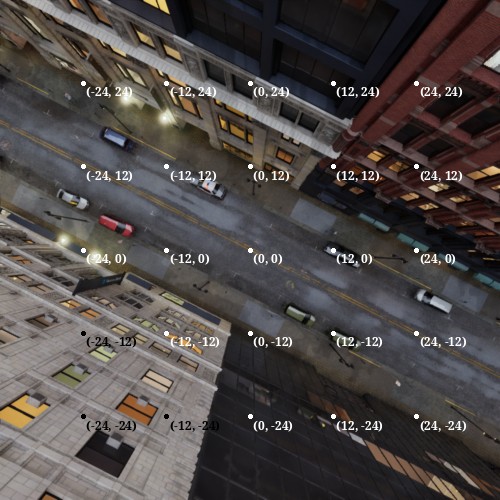 (-24, 24) (-12, 24) (0, 24) (12, 24) (24, 24)
(-24, 12) (-12, 12) (0, 12) (12, 12) (24, 12)
(-24, 0) (-12, 0) (0, 0) (12, 0) (24, 0)
(-24, -12) (-12, -12) (0, -12) (12, -12) (24, -12)
(-24, -24) (-12, -24) (0, -24) (12, -24) (24, -24)